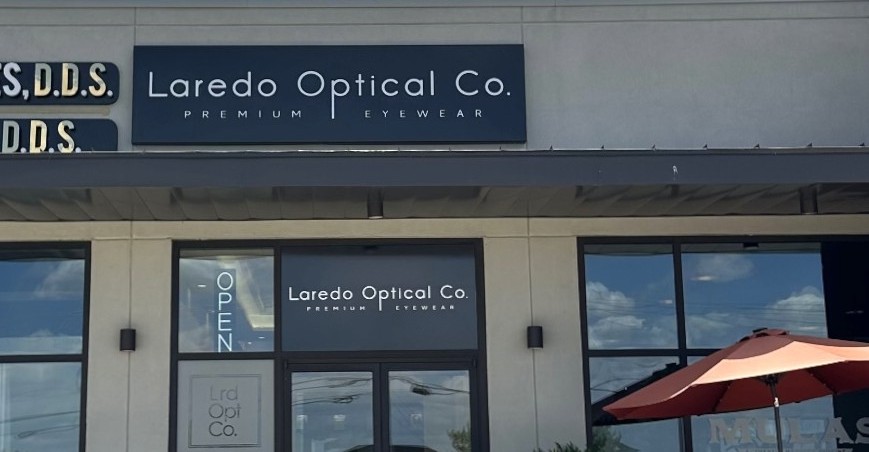 D.D.S.
D.D.S.
Laredo Optical Co.
PREMIUM EYEWEAR
OPEN
Laredo Optical Co.
PREMIUM EYEWEAR
Lrd
Opt
Co.